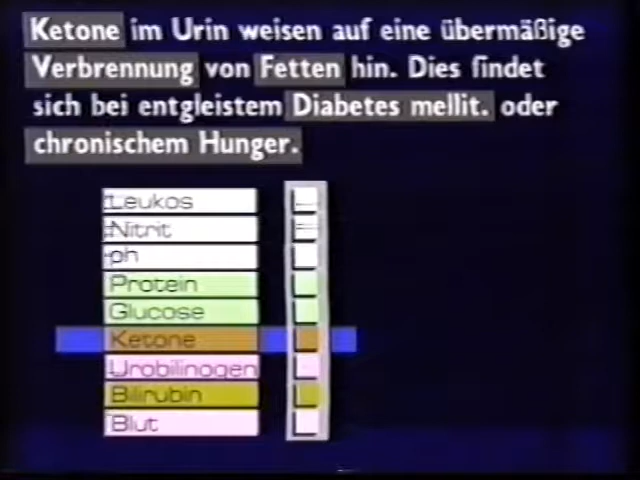 Ketone im Urin weisen auf eine übermäßige
Verbrennung von Fetten hin. Dies findet
sich bei entgleistem Diabetes mellit. oder
chronischem Hunger.
Leukos
Nitrit
ph
Protein
Glucose
Ketone
Urobilinogen
Bilirubin
Blut